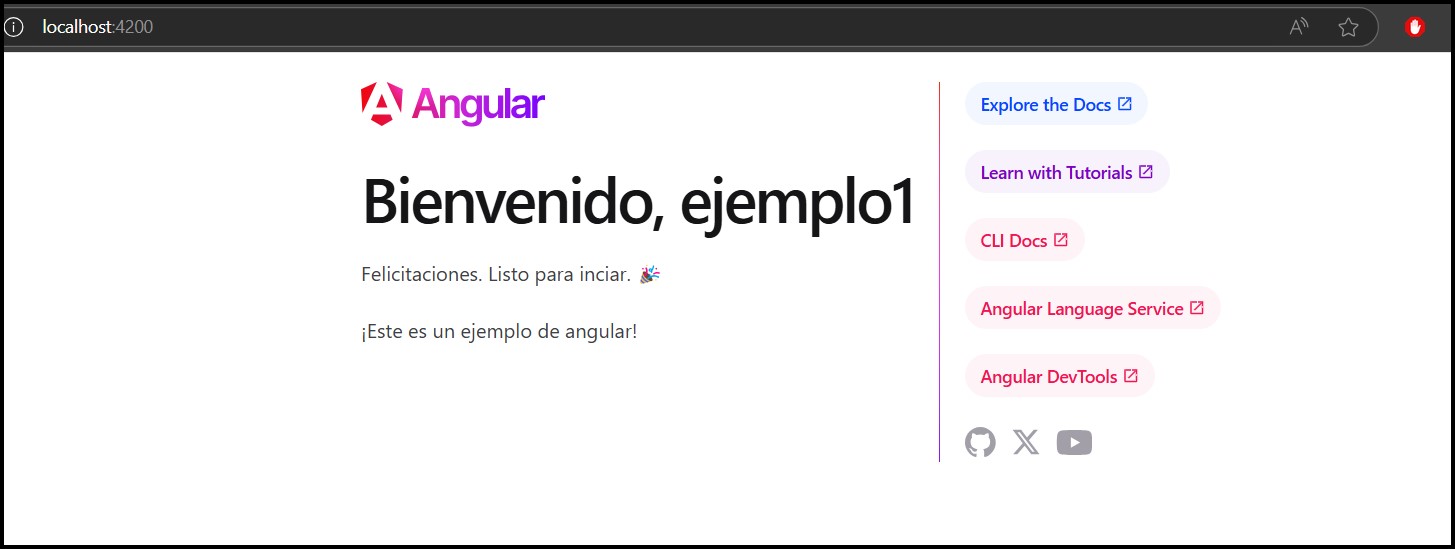 localhost:4200
Angular
Bienvenido, ejemplo1
Felicitaciones. Listo para inciar. 🎉
¡Este es un ejemplo de angular!
Explore the Docs
Learn with Tutorials
CLI Docs
Angular Language Service
Angular DevTools